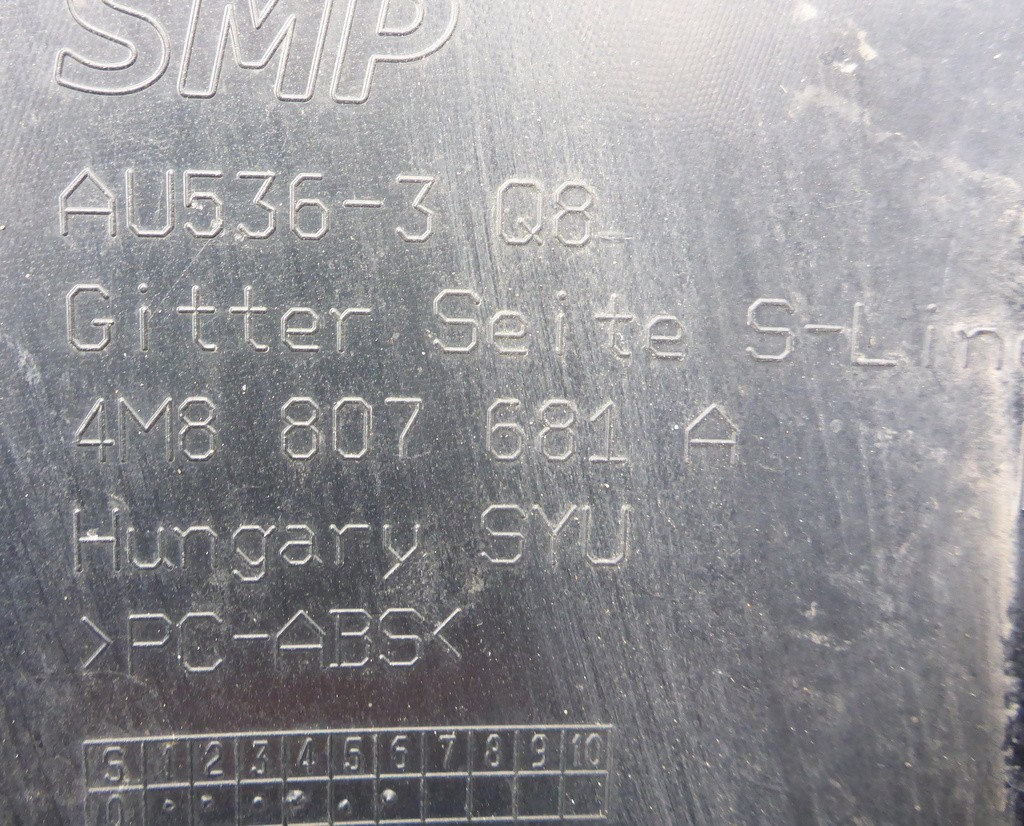 SMP
AU536-3 Q8
Gitter Seite S-Line
4M8 807 681 A
Hungary SYU
>PC-ABS<
S 1 2 3 4 5 6 7 8 9 10
0